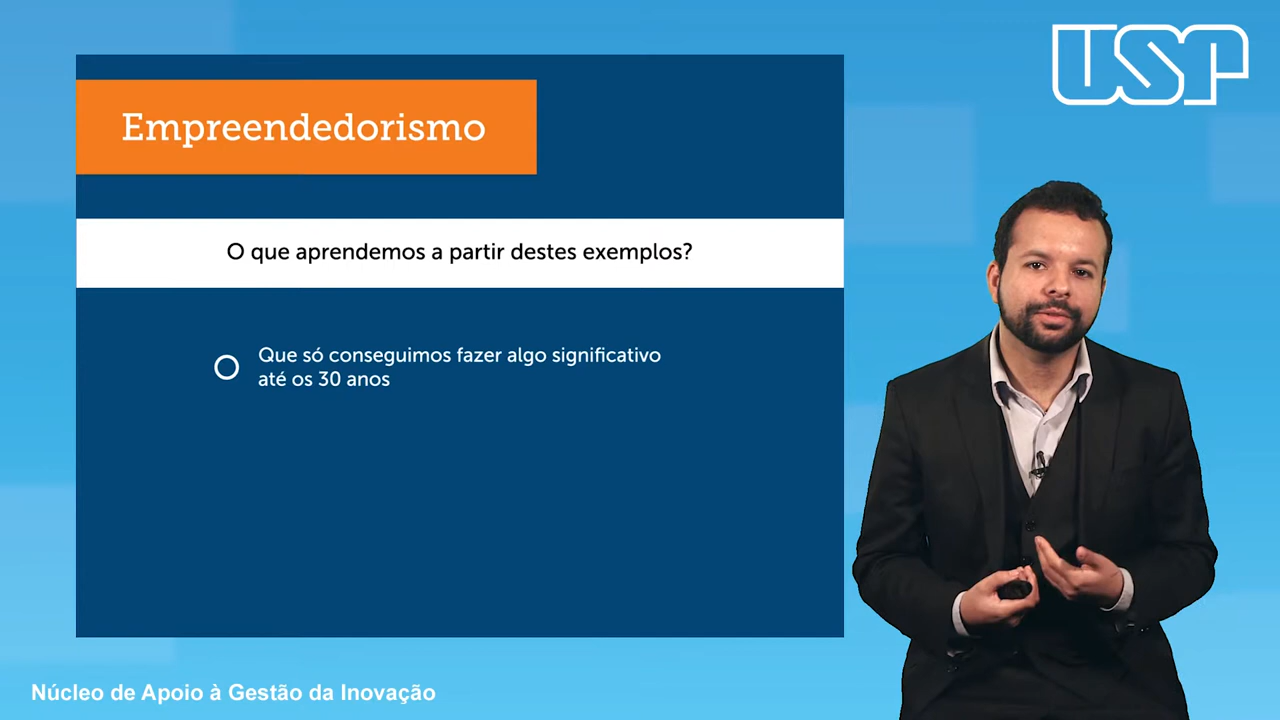 USP
Empreendedorismo
O que aprendemos a partir destes exemplos?
Que só conseguimos fazer algo significativo
até os 30 anos
Núcleo de Apoio à Gestão da Inovação